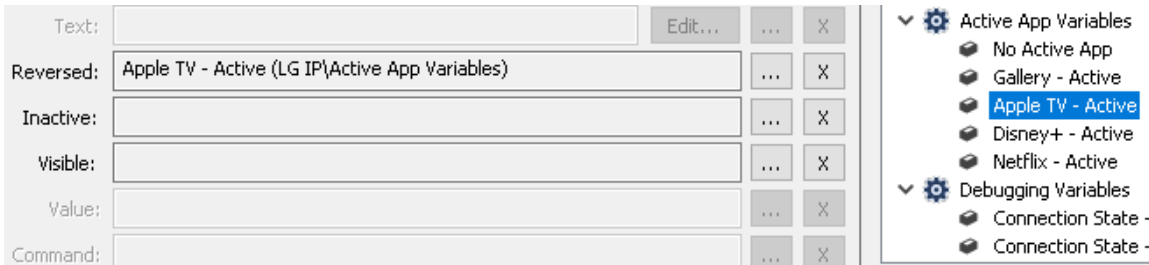 Text:
Edit...
...
X
Reversed:
Apple TV - Active (LG IP\Active App Variables)
...
X
Inactive:
...
X
Visible:
...
X
Value:
...
X
Command:
...
X
Active App Variables
No Active App
Gallery - Active
Apple TV - Active
Disney+ - Active
Netflix - Active
Debugging Variables
Connection State -
Connection State -